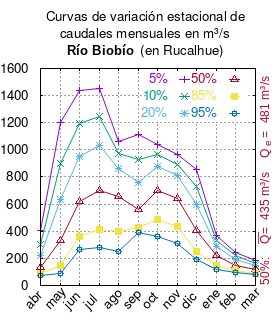 Curvas de variación estacional de
caudales mensuales en m³/s
Río Biobío (en Rucalhue)
1600
1400
1200
1000
800
600
400
200
0
5% 50%
10% 85%
20% 95%
abr
may
jun
jul
ago
sep
oct
nov
dic
ene
feb
mar
50% Q= 435 m³/s Qe = 481 m³/s